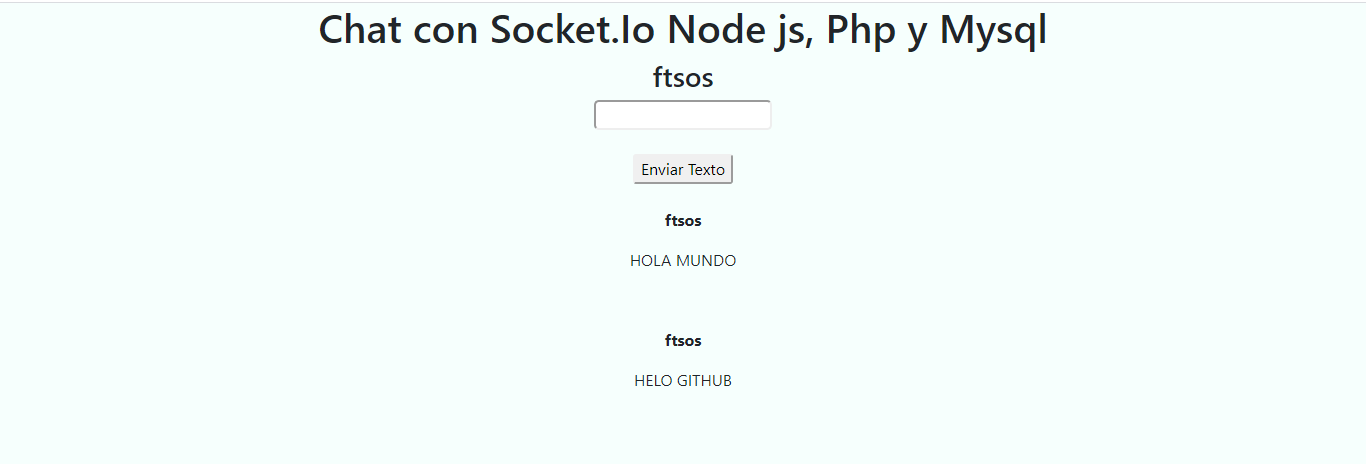 Chat con Socket.Io Node js, Php y Mysql
ftsos
Enviar Texto
ftsos
HOLA MUNDO
ftsos
HELO GITHUB